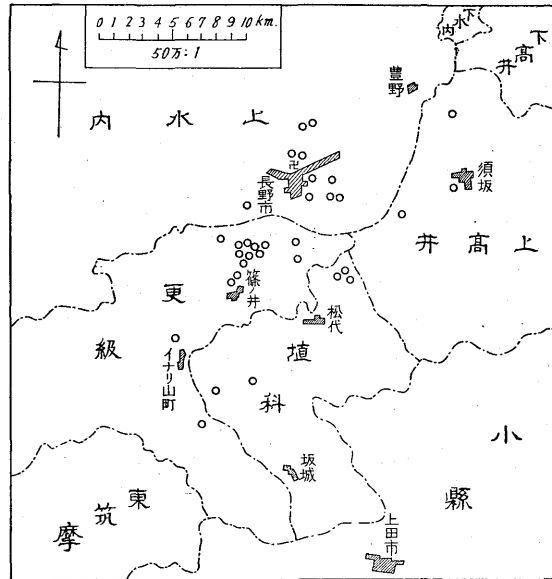 0 1 2 3 4 5 6 7 8 9 10 km.
50万:1
下水内
下高井
豊野
上水内
卍
長野市
須坂
上高井
更級
篠ノ井
松代
埴科
イナリ山町
坂城
小縣
東筑摩
上田市